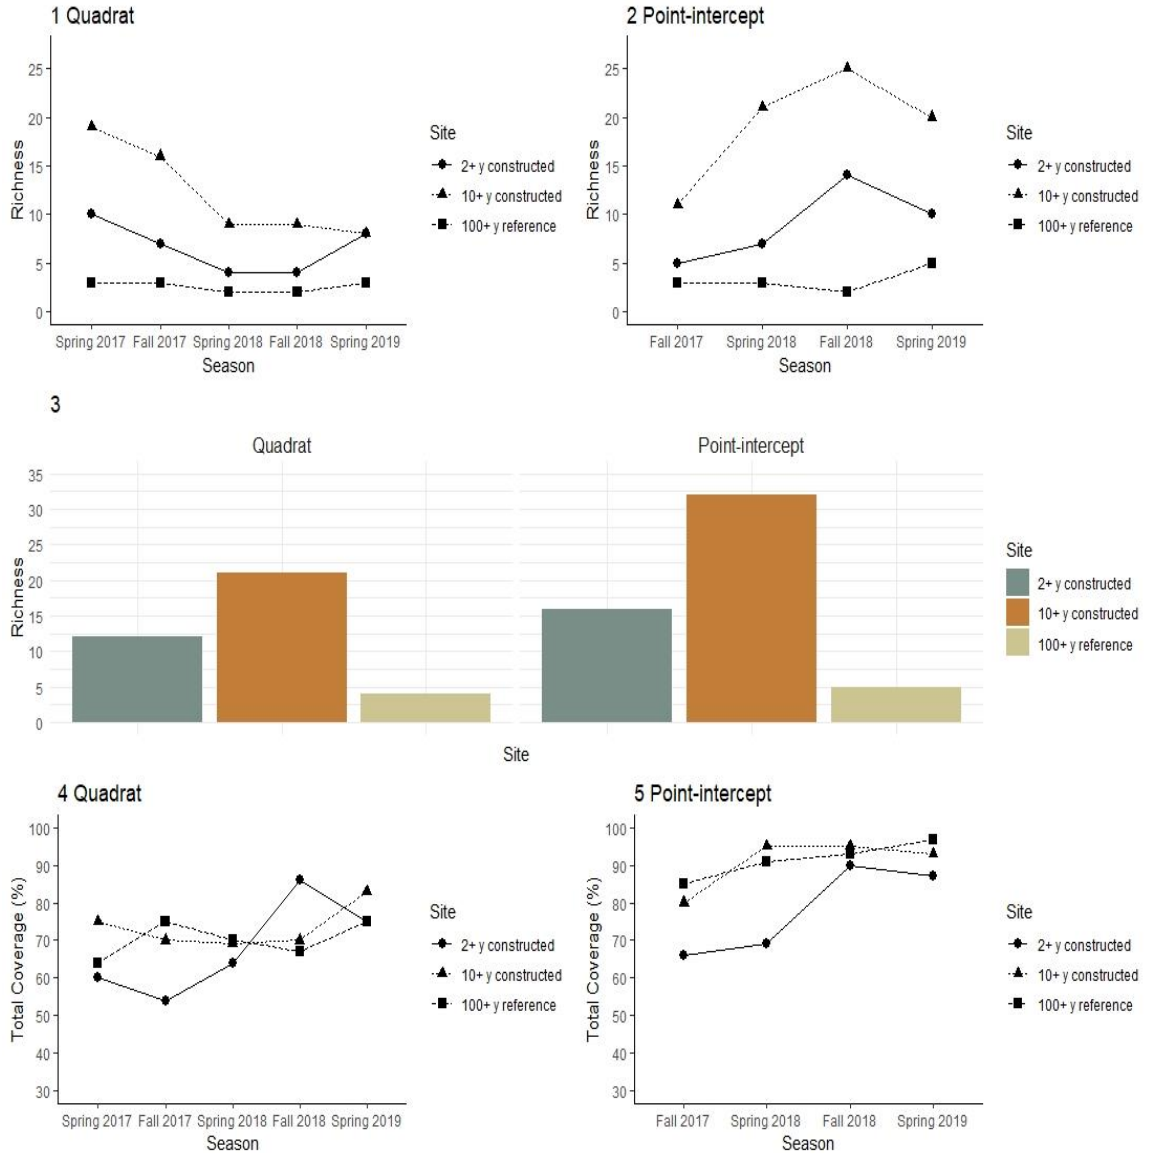 1 Quadrat
25
20
15
10
5
0
Richness
Spring 2017 Fall 2017 Spring 2018 Fall 2018 Spring 2019
Season
Site
2+ y constructed
10+ y constructed
100+ y reference
2 Point-intercept
25
20
15
10
5
0
Richness
Fall 2017 Spring 2018 Fall 2018 Spring 2019
Season
Site
2+ y constructed
10+ y constructed
100+ y reference
3
Quadrat Point-intercept
35
30
25
20
15
10
5
0
Richness
Site
Site
2+ y constructed
10+ y constructed
100+ y reference
4 Quadrat
100
90
80
70
60
50
40
30
Total Coverage (%)
Spring 2017 Fall 2017 Spring 2018 Fall 2018 Spring 2019
Season
Site
2+ y constructed
10+ y constructed
100+ y reference
5 Point-intercept
100
90
80
70
60
50
40
30
Total Coverage (%)
Fall 2017 Spring 2018 Fall 2018 Spring 2019
Season
Site
2+ y constructed
10+ y constructed
100+ y reference